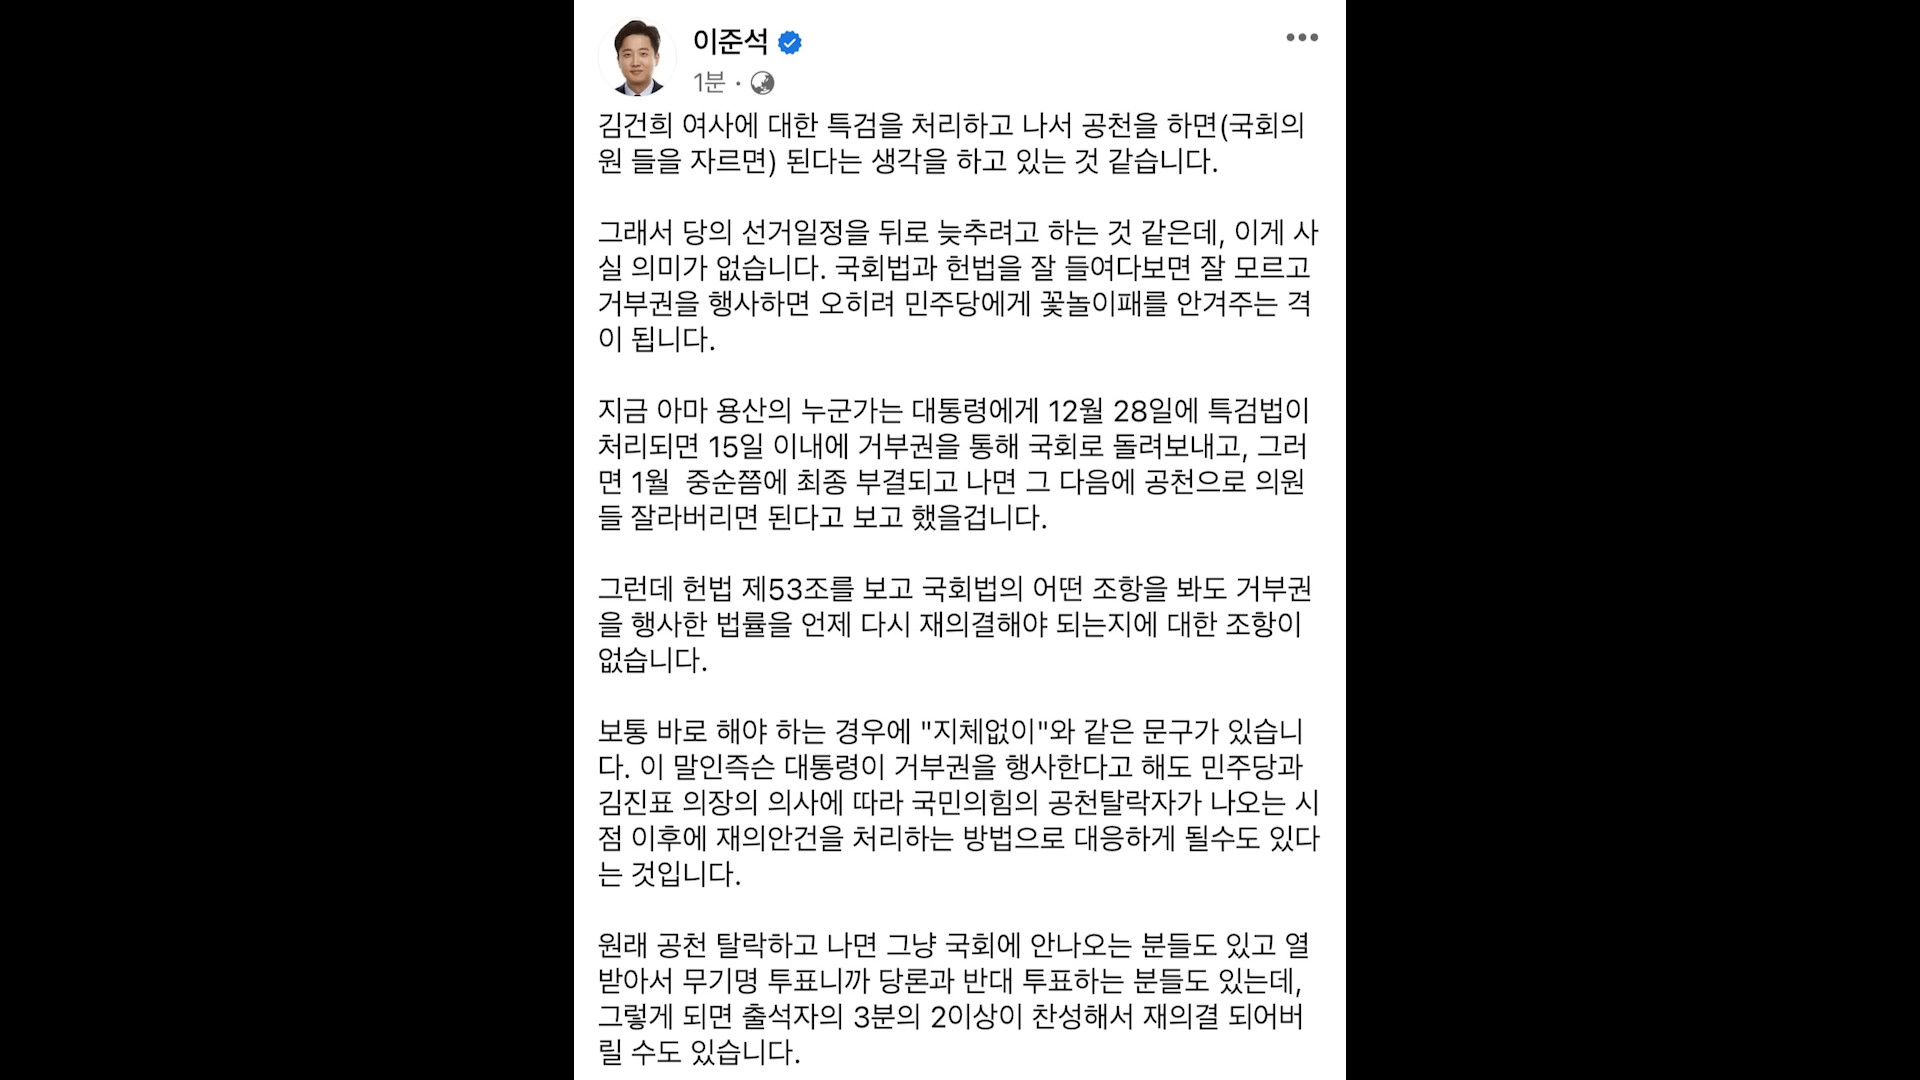 이준석
1분 ·
김건희 여사에 대한 특검을 처리하고 나서 공천을 하면(국회의
원 들을 자르면) 된다는 생각을 하고 있는 것 같습니다.
그래서 당의 선거일정을 뒤로 늦추려고 하는 것 같은데, 이게 사
실 의미가 없습니다. 국회법과 헌법을 잘 들여다보면 잘 모르고
거부권을 행사하면 오히려 민주당에게 꽃놀이패를 안겨주는 격
이 됩니다.
지금 아마 용산의 누군가는 대통령에게 12월 28일에 특검법이
처리되면 15일 이내에 거부권을 통해 국회로 돌려보내고, 그러
면 1월  중순쯤에 최종 부결되고 나면 그 다음에 공천으로 의원
들 잘라버리면 된다고 보고 했을겁니다.
그런데 헌법 제53조를 보고 국회법의 어떤 조항을 봐도 거부권
을 행사한 법률을 언제 다시 재의결해야 되는지에 대한 조항이
없습니다.
보통 바로 해야 하는 경우에 "지체없이"와 같은 문구가 있습니
다. 이 말인즉슨 대통령이 거부권을 행사한다고 해도 민주당과
김진표 의장의 의사에 따라 국민의힘의 공천탈락자가 나오는 시
점 이후에 재의안건을 처리하는 방법으로 대응하게 될수도 있다
는 것입니다.
원래 공천 탈락하고 나면 그냥 국회에 안나오는 분들도 있고 열
받아서 무기명 투표니까 당론과 반대 투표하는 분들도 있는데,
그렇게 되면 출석자의 3분의 2이상이 찬성해서 재의결 되어버
릴 수도 있습니다.